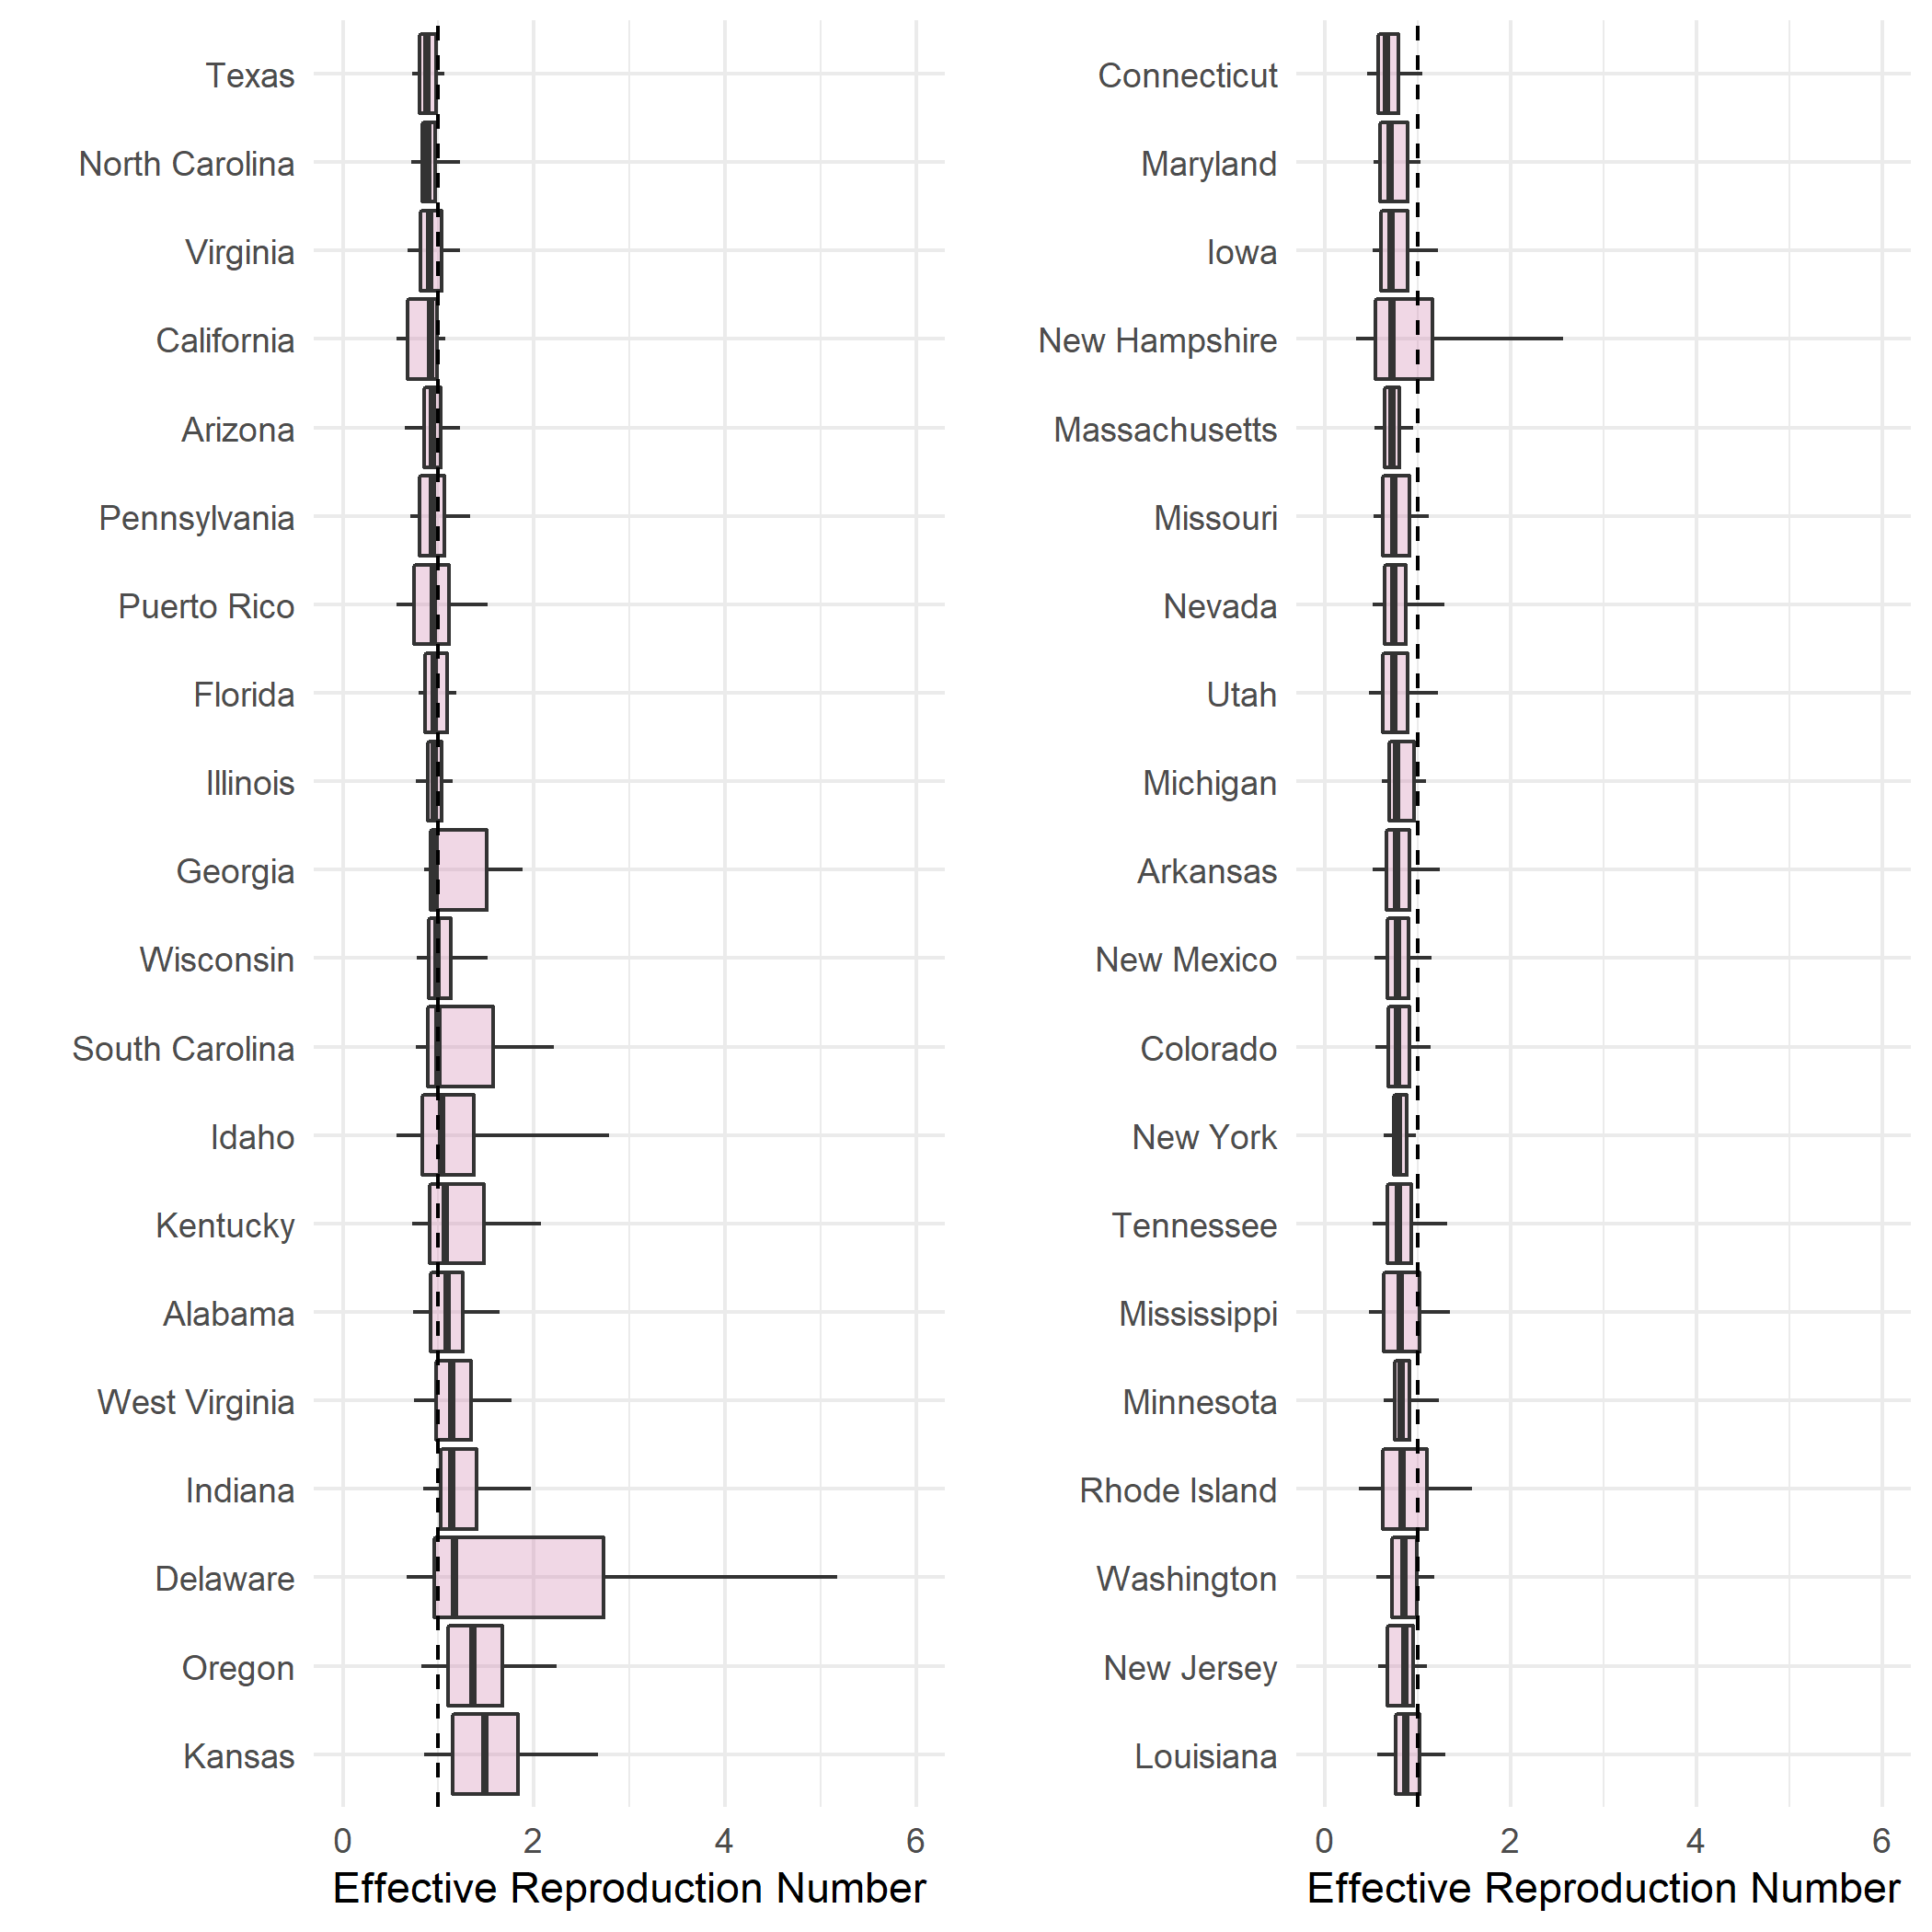 Texas
North Carolina
Virginia
California
Arizona
Pennsylvania
Puerto Rico
Florida
Illinois
Georgia
Wisconsin
South Carolina
Idaho
Kentucky
Alabama
West Virginia
Indiana
Delaware
Oregon
Kansas
0 2 4 6
Effective Reproduction Number
Connecticut
Maryland
Iowa
New Hampshire
Massachusetts
Missouri
Nevada
Utah
Michigan
Arkansas
New Mexico
Colorado
New York
Tennessee
Mississippi
Minnesota
Rhode Island
Washington
New Jersey
Louisiana
0 2 4 6
Effective Reproduction Number